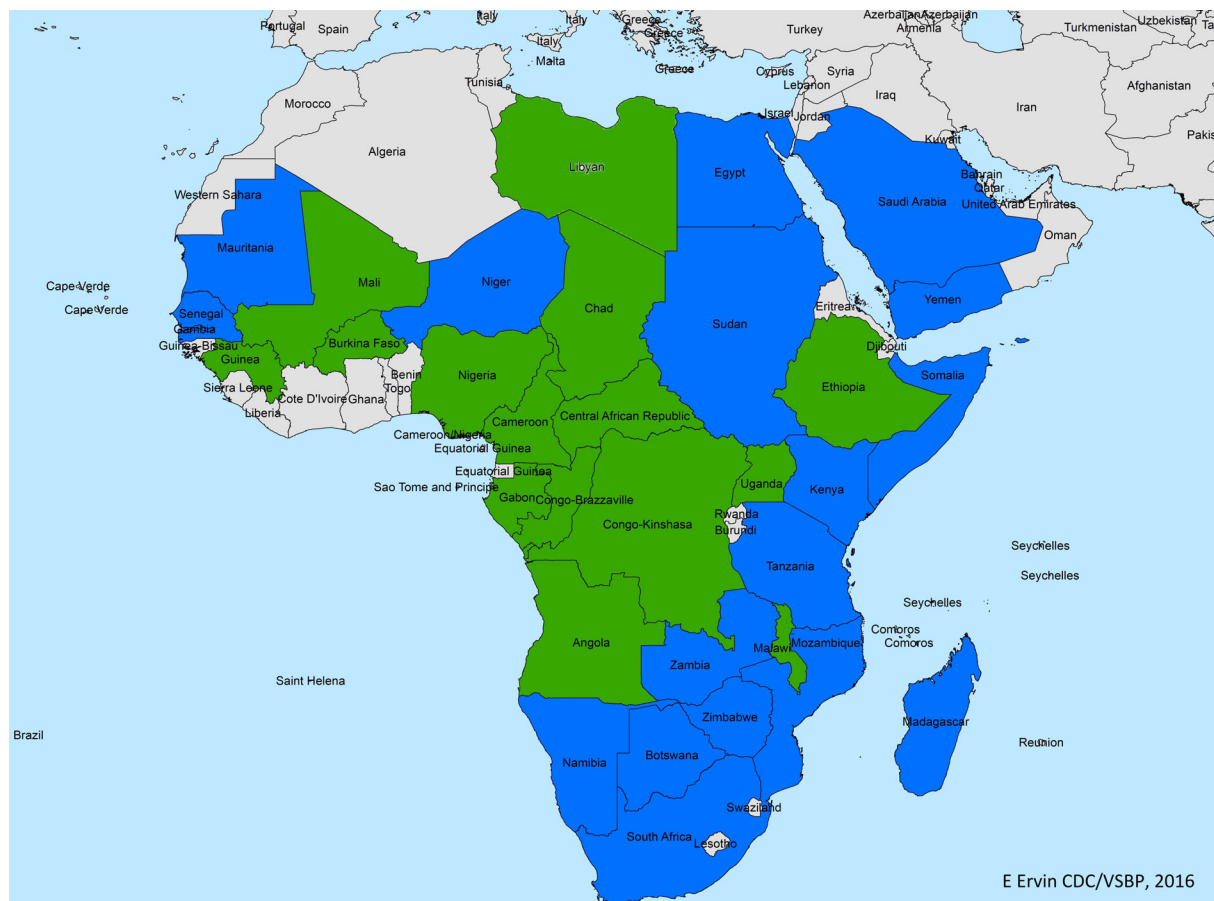 Portugal
Spain
Italy
Italy
Italy
Malta
Greece
Greece
Greece
Turkey
Azerbaijan
Azerbaijan
Armenia
Turkmenistan
Uzbekistan
Cyprus
Syria
Lebanon
Israel
Jordan
Iraq
Iran
Afghanistan
Pakis
Kuwait
Bahrain
Qatar
United Arab Emirates
Oman
Saudi Arabia
Yemen
Tunisia
Morocco
Algeria
Libyan
Egypt
Western Sahara
Mauritania
Mali
Niger
Chad
Sudan
Eritrea
Djibouti
Cape Verde
Cape Verde
Senegal
Gambia
Guinea-Bissau
Guinea
Sierra Leone
Liberia
Cote D'Ivoire
Burkina Faso
Ghana
Togo
Benin
Nigeria
Cameroon
Central African Republic
Ethiopia
Somalia
Cameroon/Nigeria
Equatorial Guinea
Equatorial Guinea
Sao Tome and Principe
Gabon
Congo-Brazzaville
Congo-Kinshasa
Uganda
Kenya
Rwanda
Burundi
Tanzania
Seychelles
Seychelles
Seychelles
Comoros
Comoros
Angola
Zambia
Malawi
Mozambique
Saint Helena
Brazil
Zimbabwe
Madagascar
Reunion
Namibia
Botswana
Swaziland
South Africa
Lesotho
E Ervin CDC/VSBP, 2016